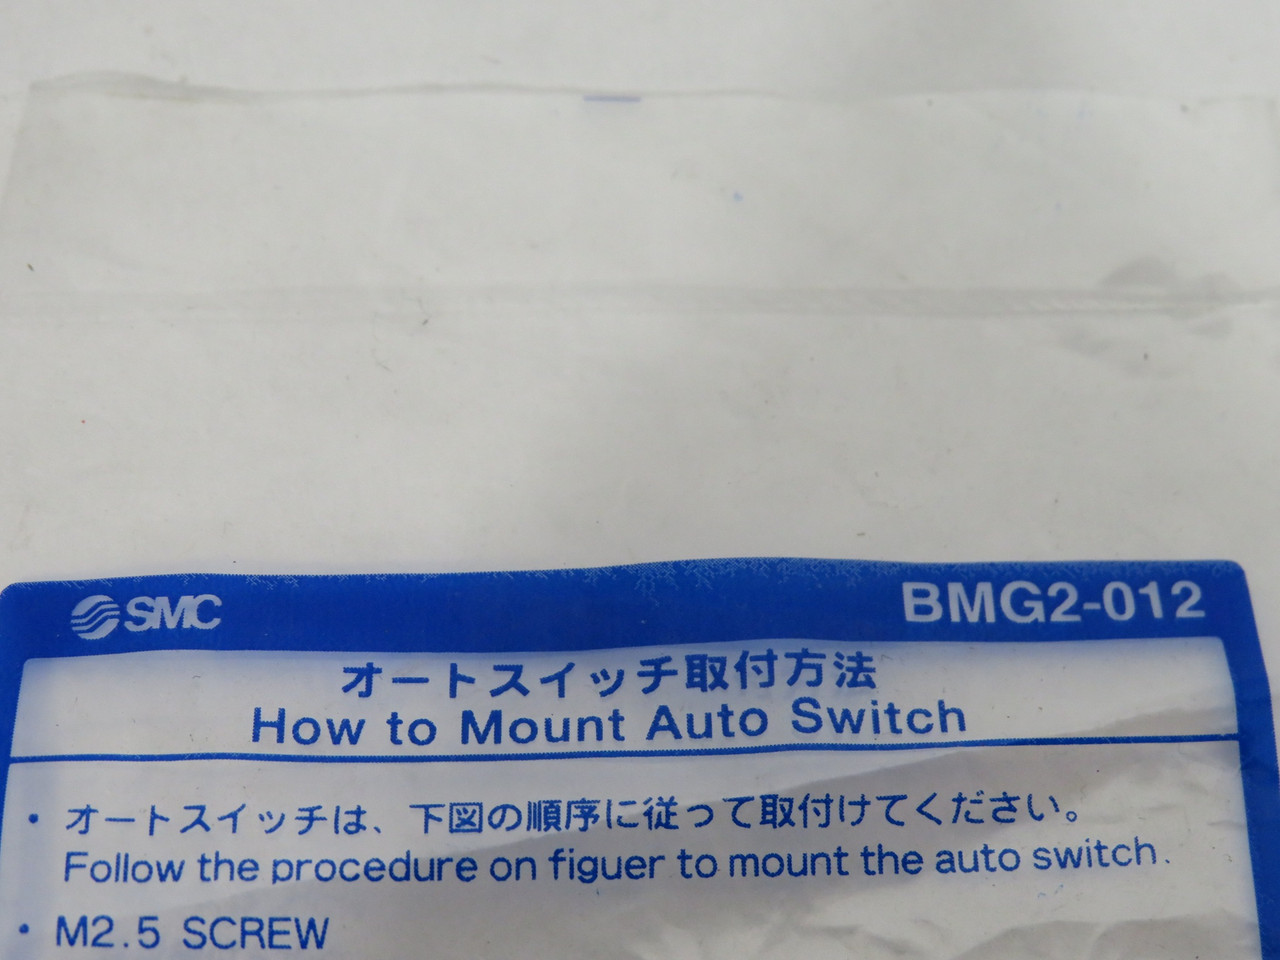 SMC
BMG2-012
オートスイッチ取付方法
How to Mount Auto Switch
・オートスイッチは、下図の順序に従って取付けてください。
Follow the procedure on figuer to mount the auto switch.
・M2.5 SCREW